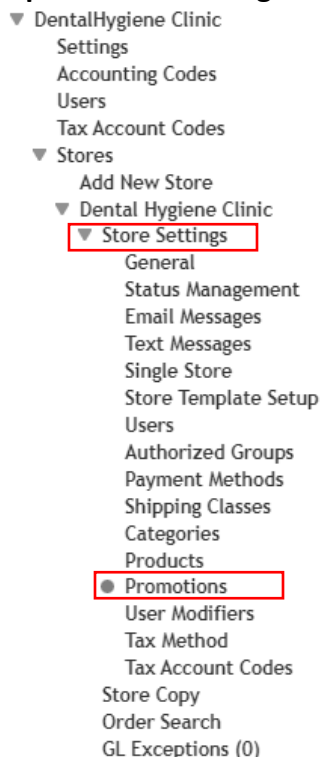 DentalHygiene Clinic
Settings
Accounting Codes
Users
Tax Account Codes
Stores
Add New Store
Dental Hygiene Clinic
Store Settings
General
Status Management
Email Messages
Text Messages
Single Store
Store Template Setup
Users
Authorized Groups
Payment Methods
Shipping Classes
Categories
Products
Promotions
User Modifiers
Tax Method
Tax Account Codes
Store Copy
Order Search
GL Exceptions (0)